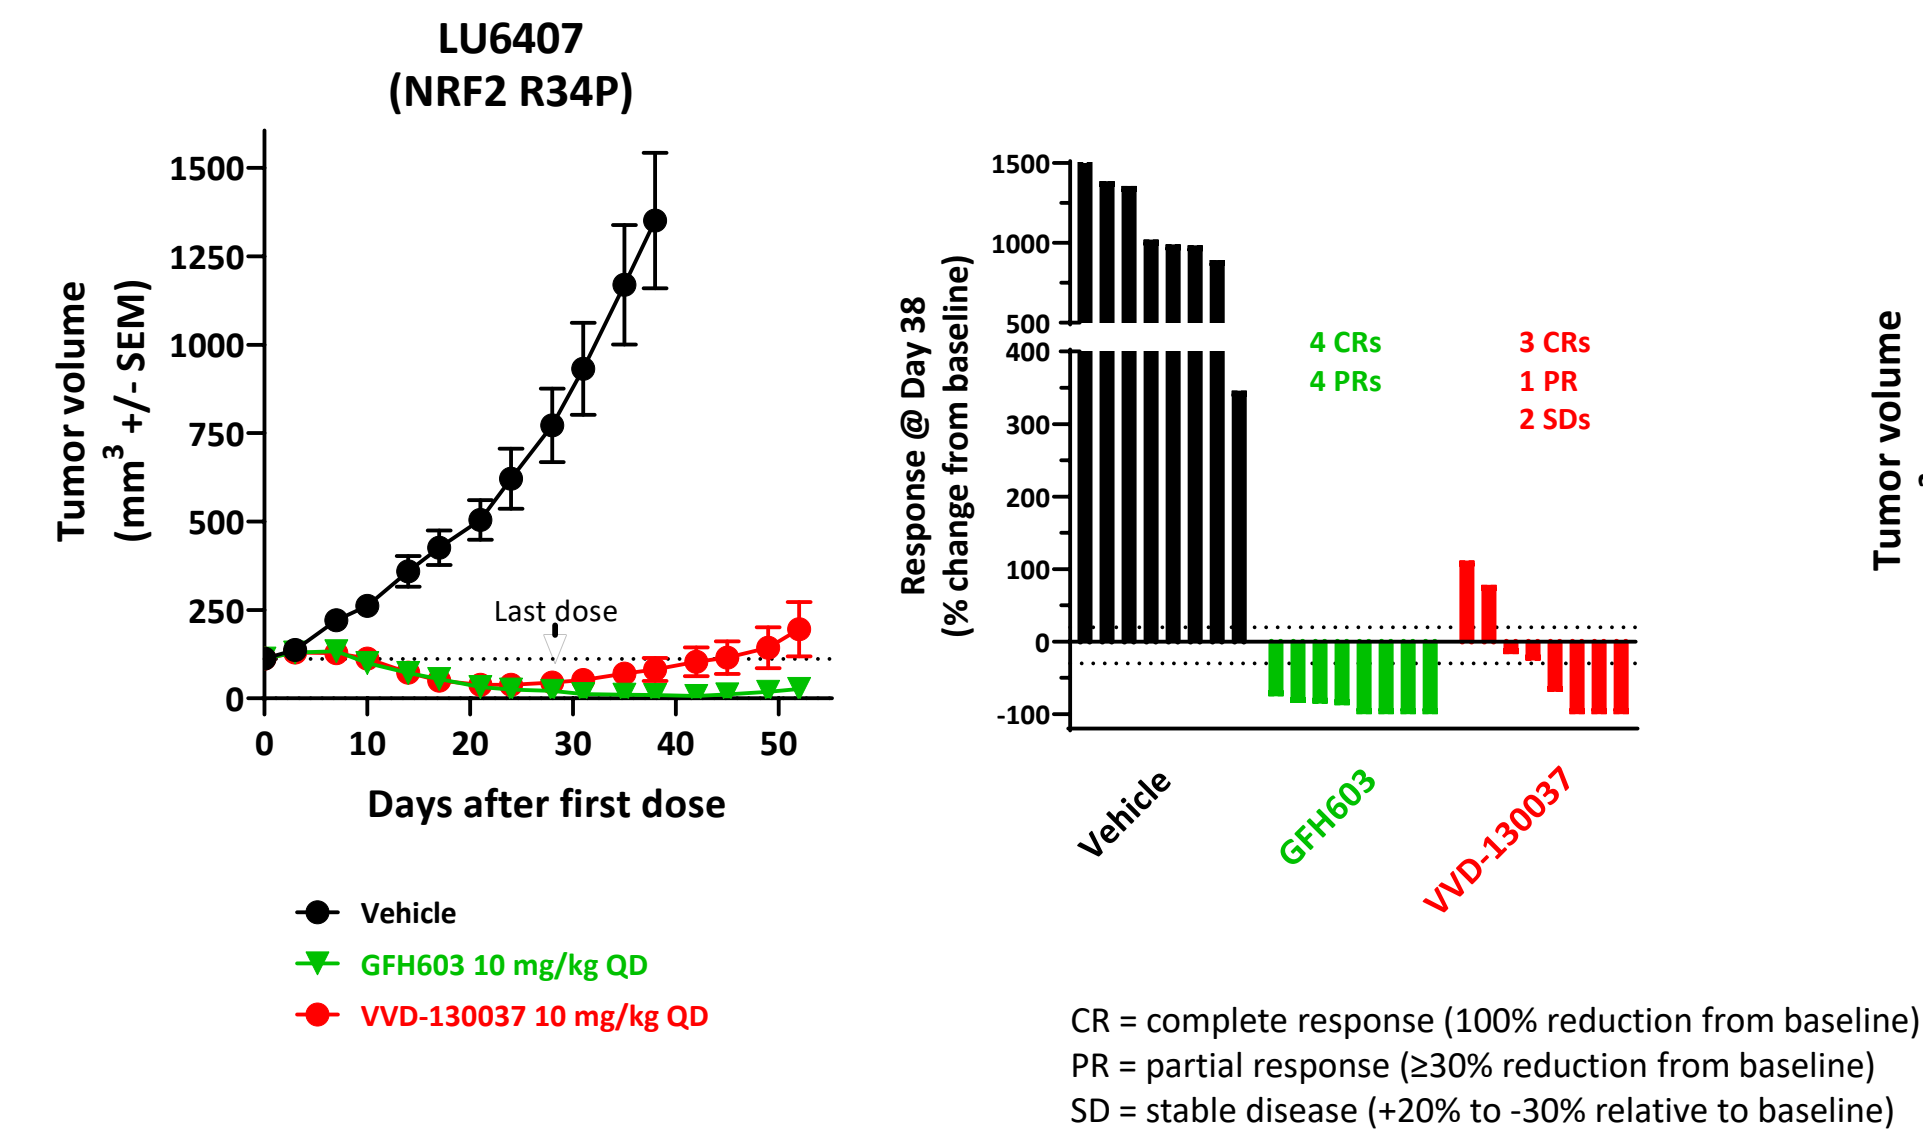 LU6407
(NRF2 R34P)
Tumor volume
(mm³ +/- SEM)
1500
1250
1000
750
500
250
0
Last dose
0 10 20 30 40 50
Days after first dose
Vehicle
GFH603 10 mg/kg QD
VVD-130037 10 mg/kg QD
Response @ Day 38
(% change from baseline)
1500
1000
500
400
300
200
100
0
-100
4 CRs
4 PRs
3 CRs
1 PR
2 SDs
Vehicle
GFH603
VVD-130037
CR = complete response (100% reduction from baseline)
PR = partial response (≥30% reduction from baseline)
SD = stable disease (+20% to -30% relative to baseline)
Tumor volume